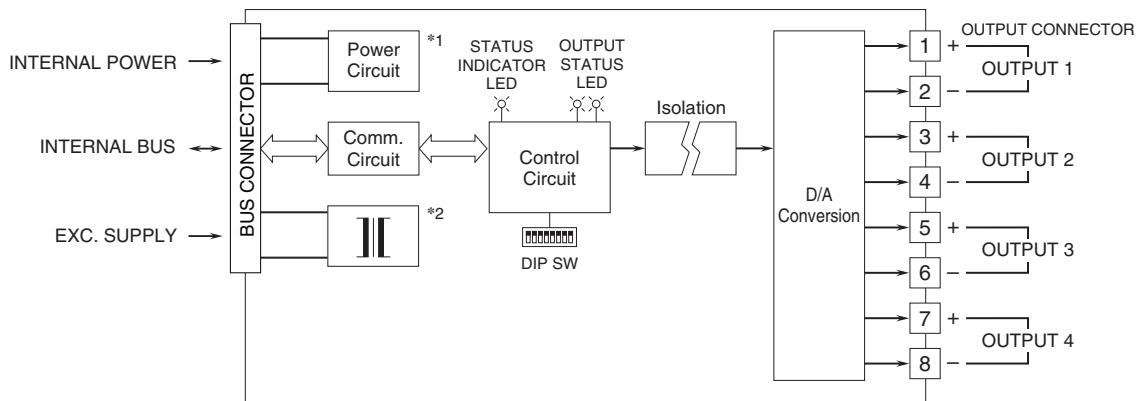 OUTPUT CONNECTOR
INTERNAL POWER
BUS CONNECTOR
Power
Circuit
*1
STATUS
INDICATOR
LED
OUTPUT
STATUS
LED
Isolation
1 +
OUTPUT 1
2 −
INTERNAL BUS
Comm.
Circuit
Control
Circuit
D/A
Conversion
3 +
OUTPUT 2
4 −
EXC. SUPPLY
*2
DIP SW
5 +
OUTPUT 3
6 −
7 +
OUTPUT 4
8 −